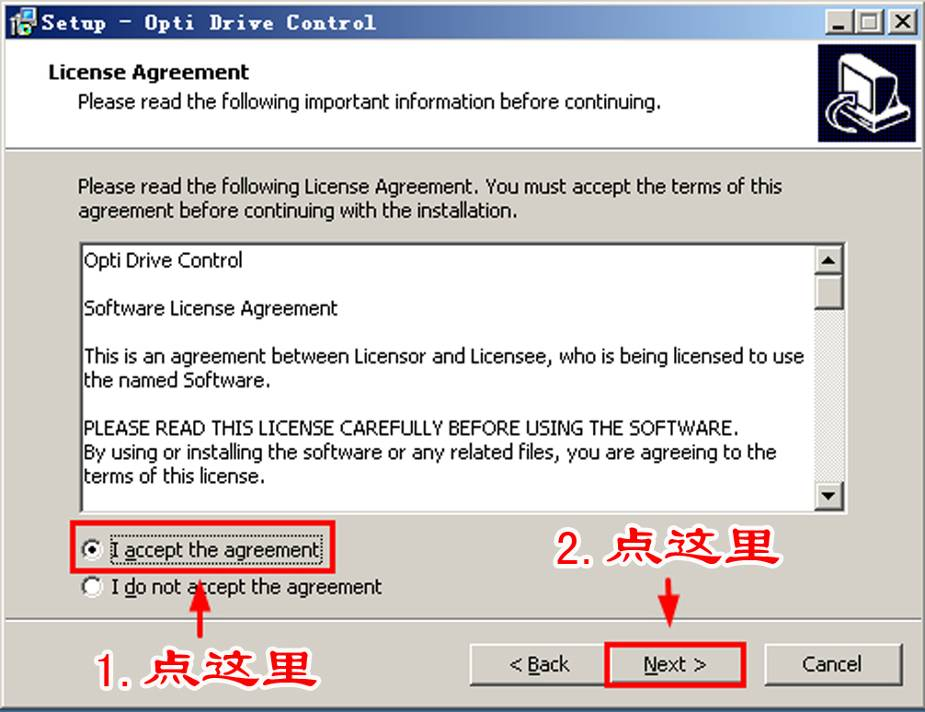 Setup - Opti Drive Control
License Agreement
Please read the following important information before continuing.
Please read the following License Agreement. You must accept the terms of this
agreement before continuing with the installation.
Opti Drive Control
Software License Agreement
This is an agreement between Licensor and Licensee, who is being licensed to use
the named Software.
PLEASE READ THIS LICENSE CAREFULLY BEFORE USING THE SOFTWARE.
By using or installing the software or any related files, you are agreeing to the
terms of this license.
I accept the agreement
I do not accept the agreement
2.点这里
1.点这里
< Back
Next >
Cancel